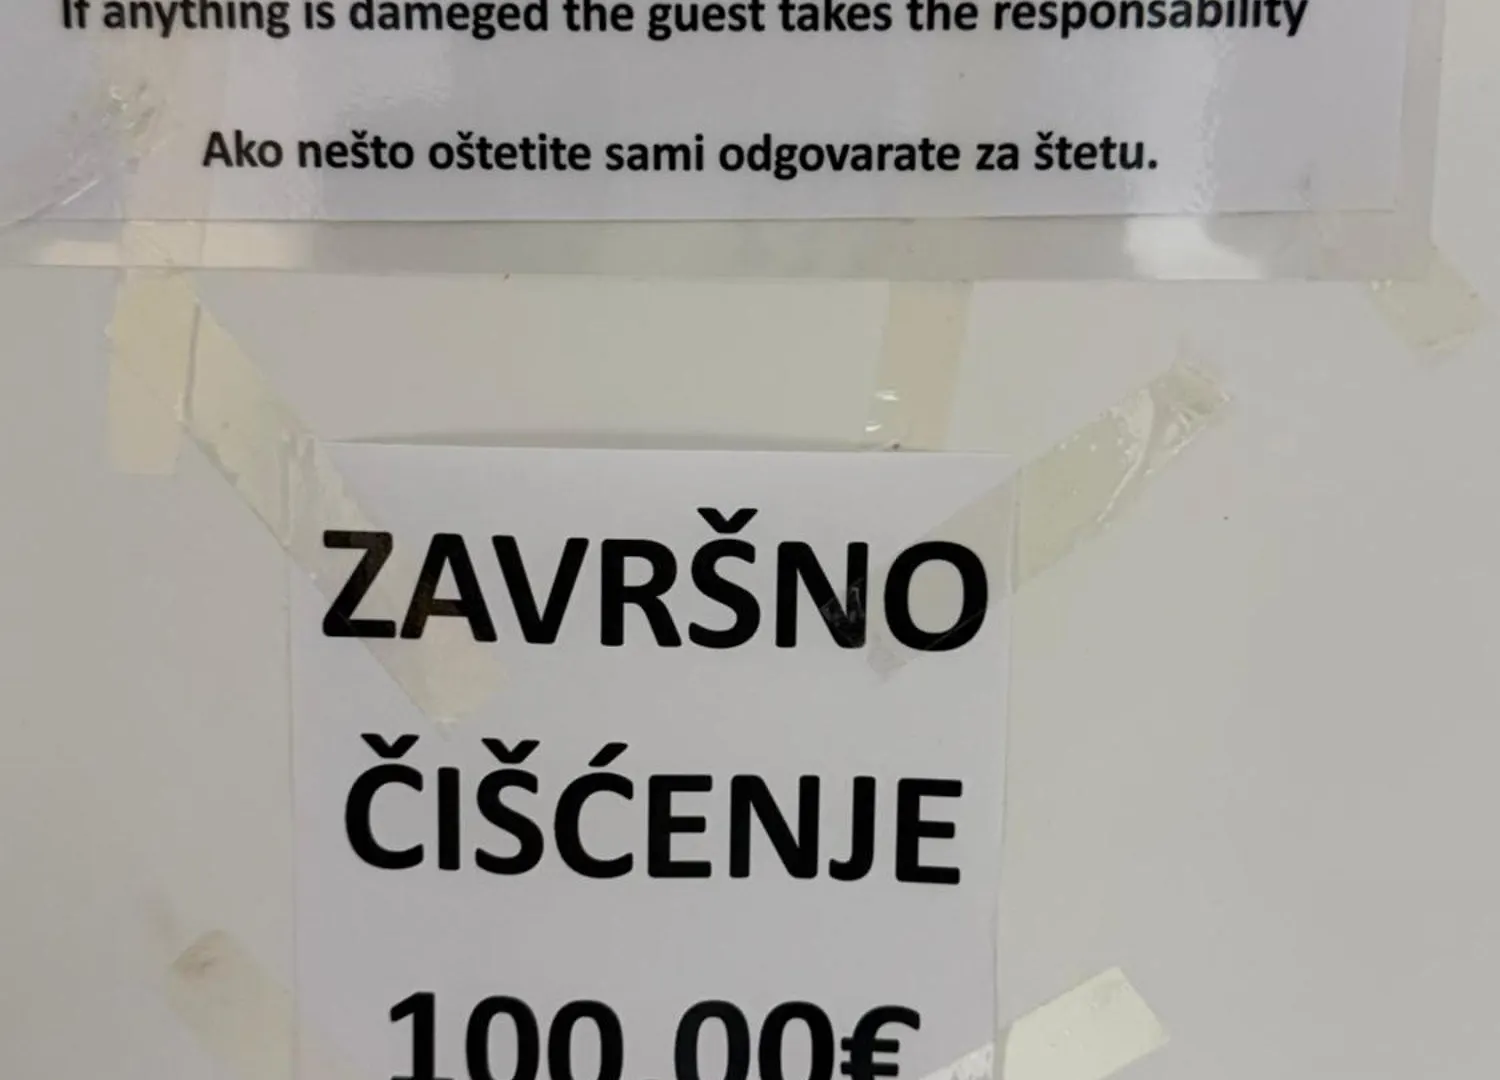 If anything is dameged the guest takes the responsability
Ako nešto oštetite sami odgovarate za štetu.
ZAVRŠNO
ČIŠĆENJE
100,00€